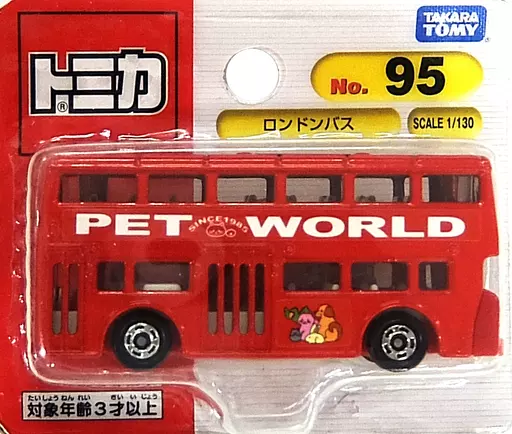 トミカ
®
TAKARA
TOMY
No. 95
ロンドンバス
SCALE 1/130
PET WORLD
SINCE1985
たいしょうねんれい さいいじょう
対象年齢3才以上